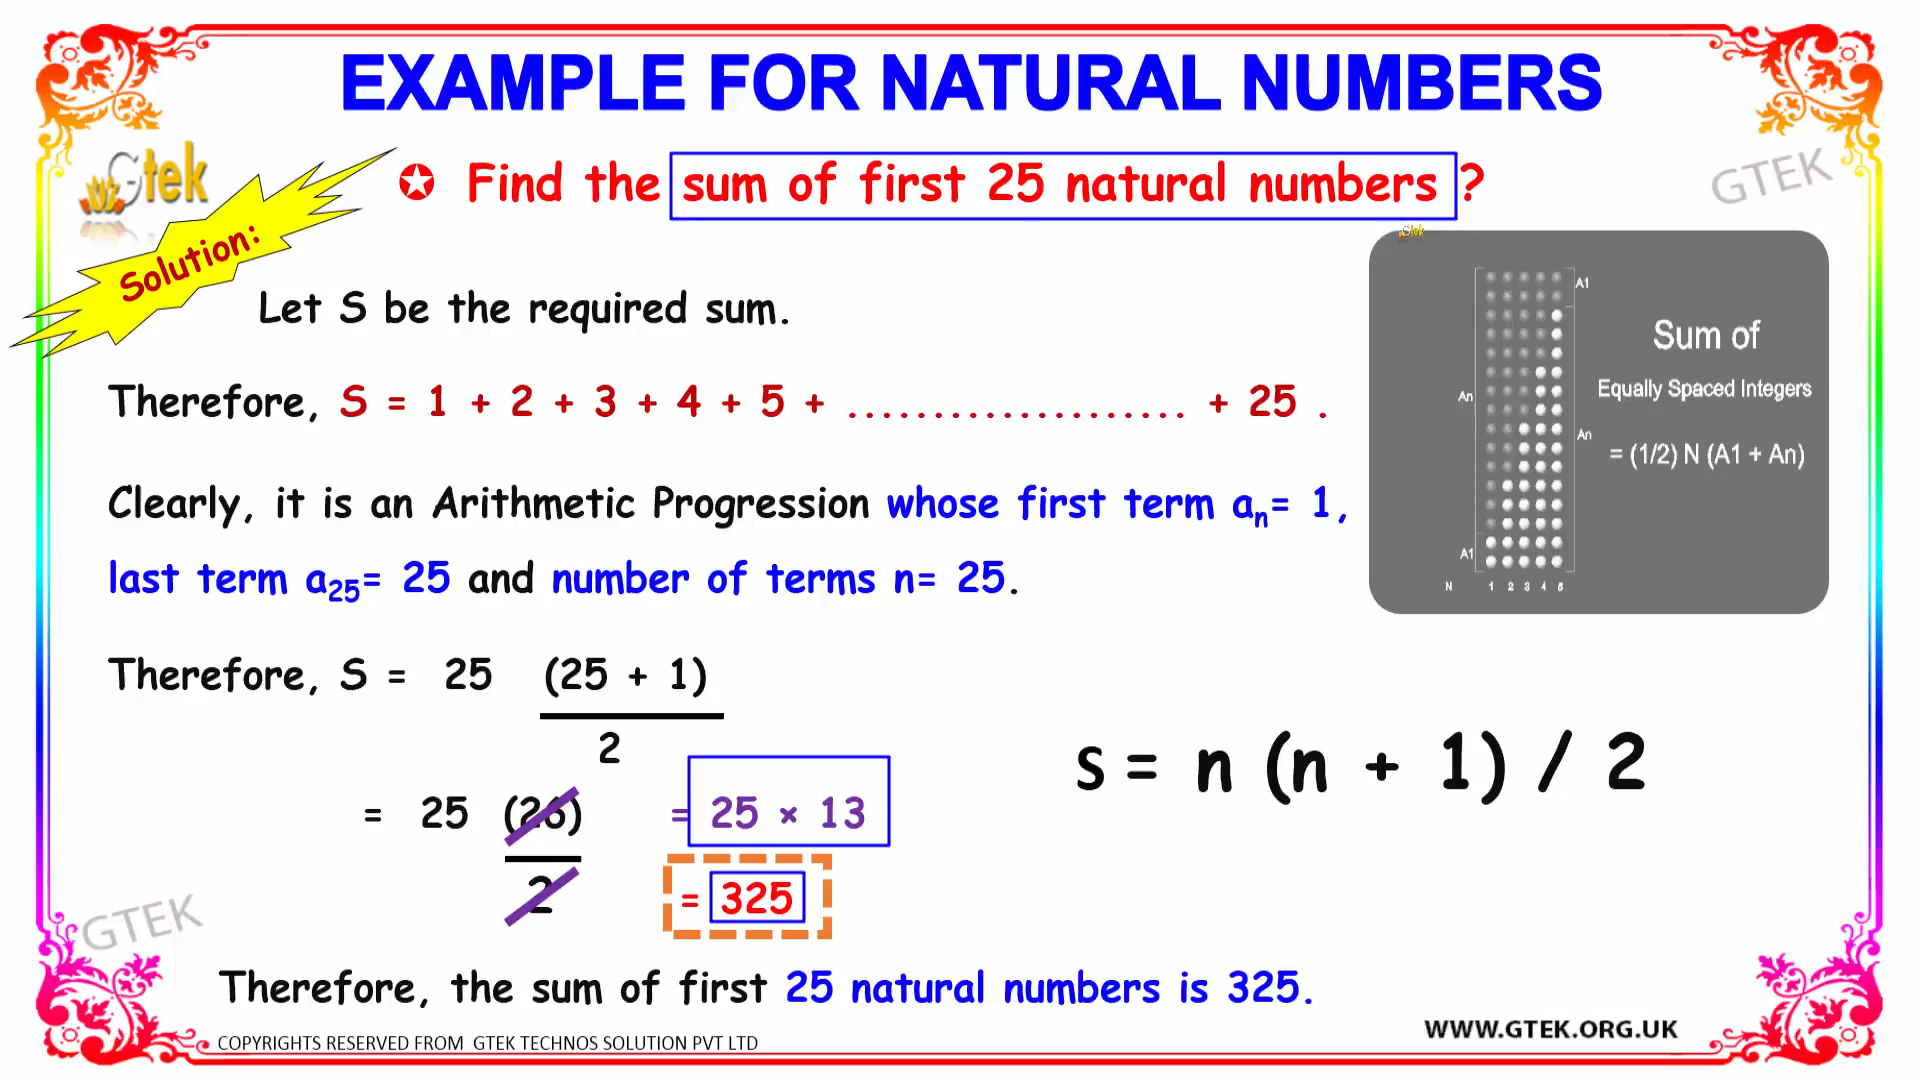 EXAMPLE FOR NATURAL NUMBERS
Gtek
✪ Find the sum of first 25 natural numbers ?
GTEK
Solution:
Gtek
Let S be the required sum.
Therefore, S = 1 + 2 + 3 + 4 + 5 + .................... + 25 .
Clearly, it is an Arithmetic Progression whose first term aₙ= 1,
last term a₂₅= 25 and number of terms n= 25.
A1
An
An
A1
N 1 2 3 4 5
Sum of
Equally Spaced Integers
= (1/2) N (A1 + An)
Therefore, S = 25 (25 + 1)
2
= 25 (26) = 25 × 13
2
= 325
S = n (n + 1) / 2
GTEK
Therefore, the sum of first 25 natural numbers is 325.
WWW.GTEK.ORG.UK
COPYRIGHTS RESERVED FROM GTEK TECHNOS SOLUTION PVT LTD